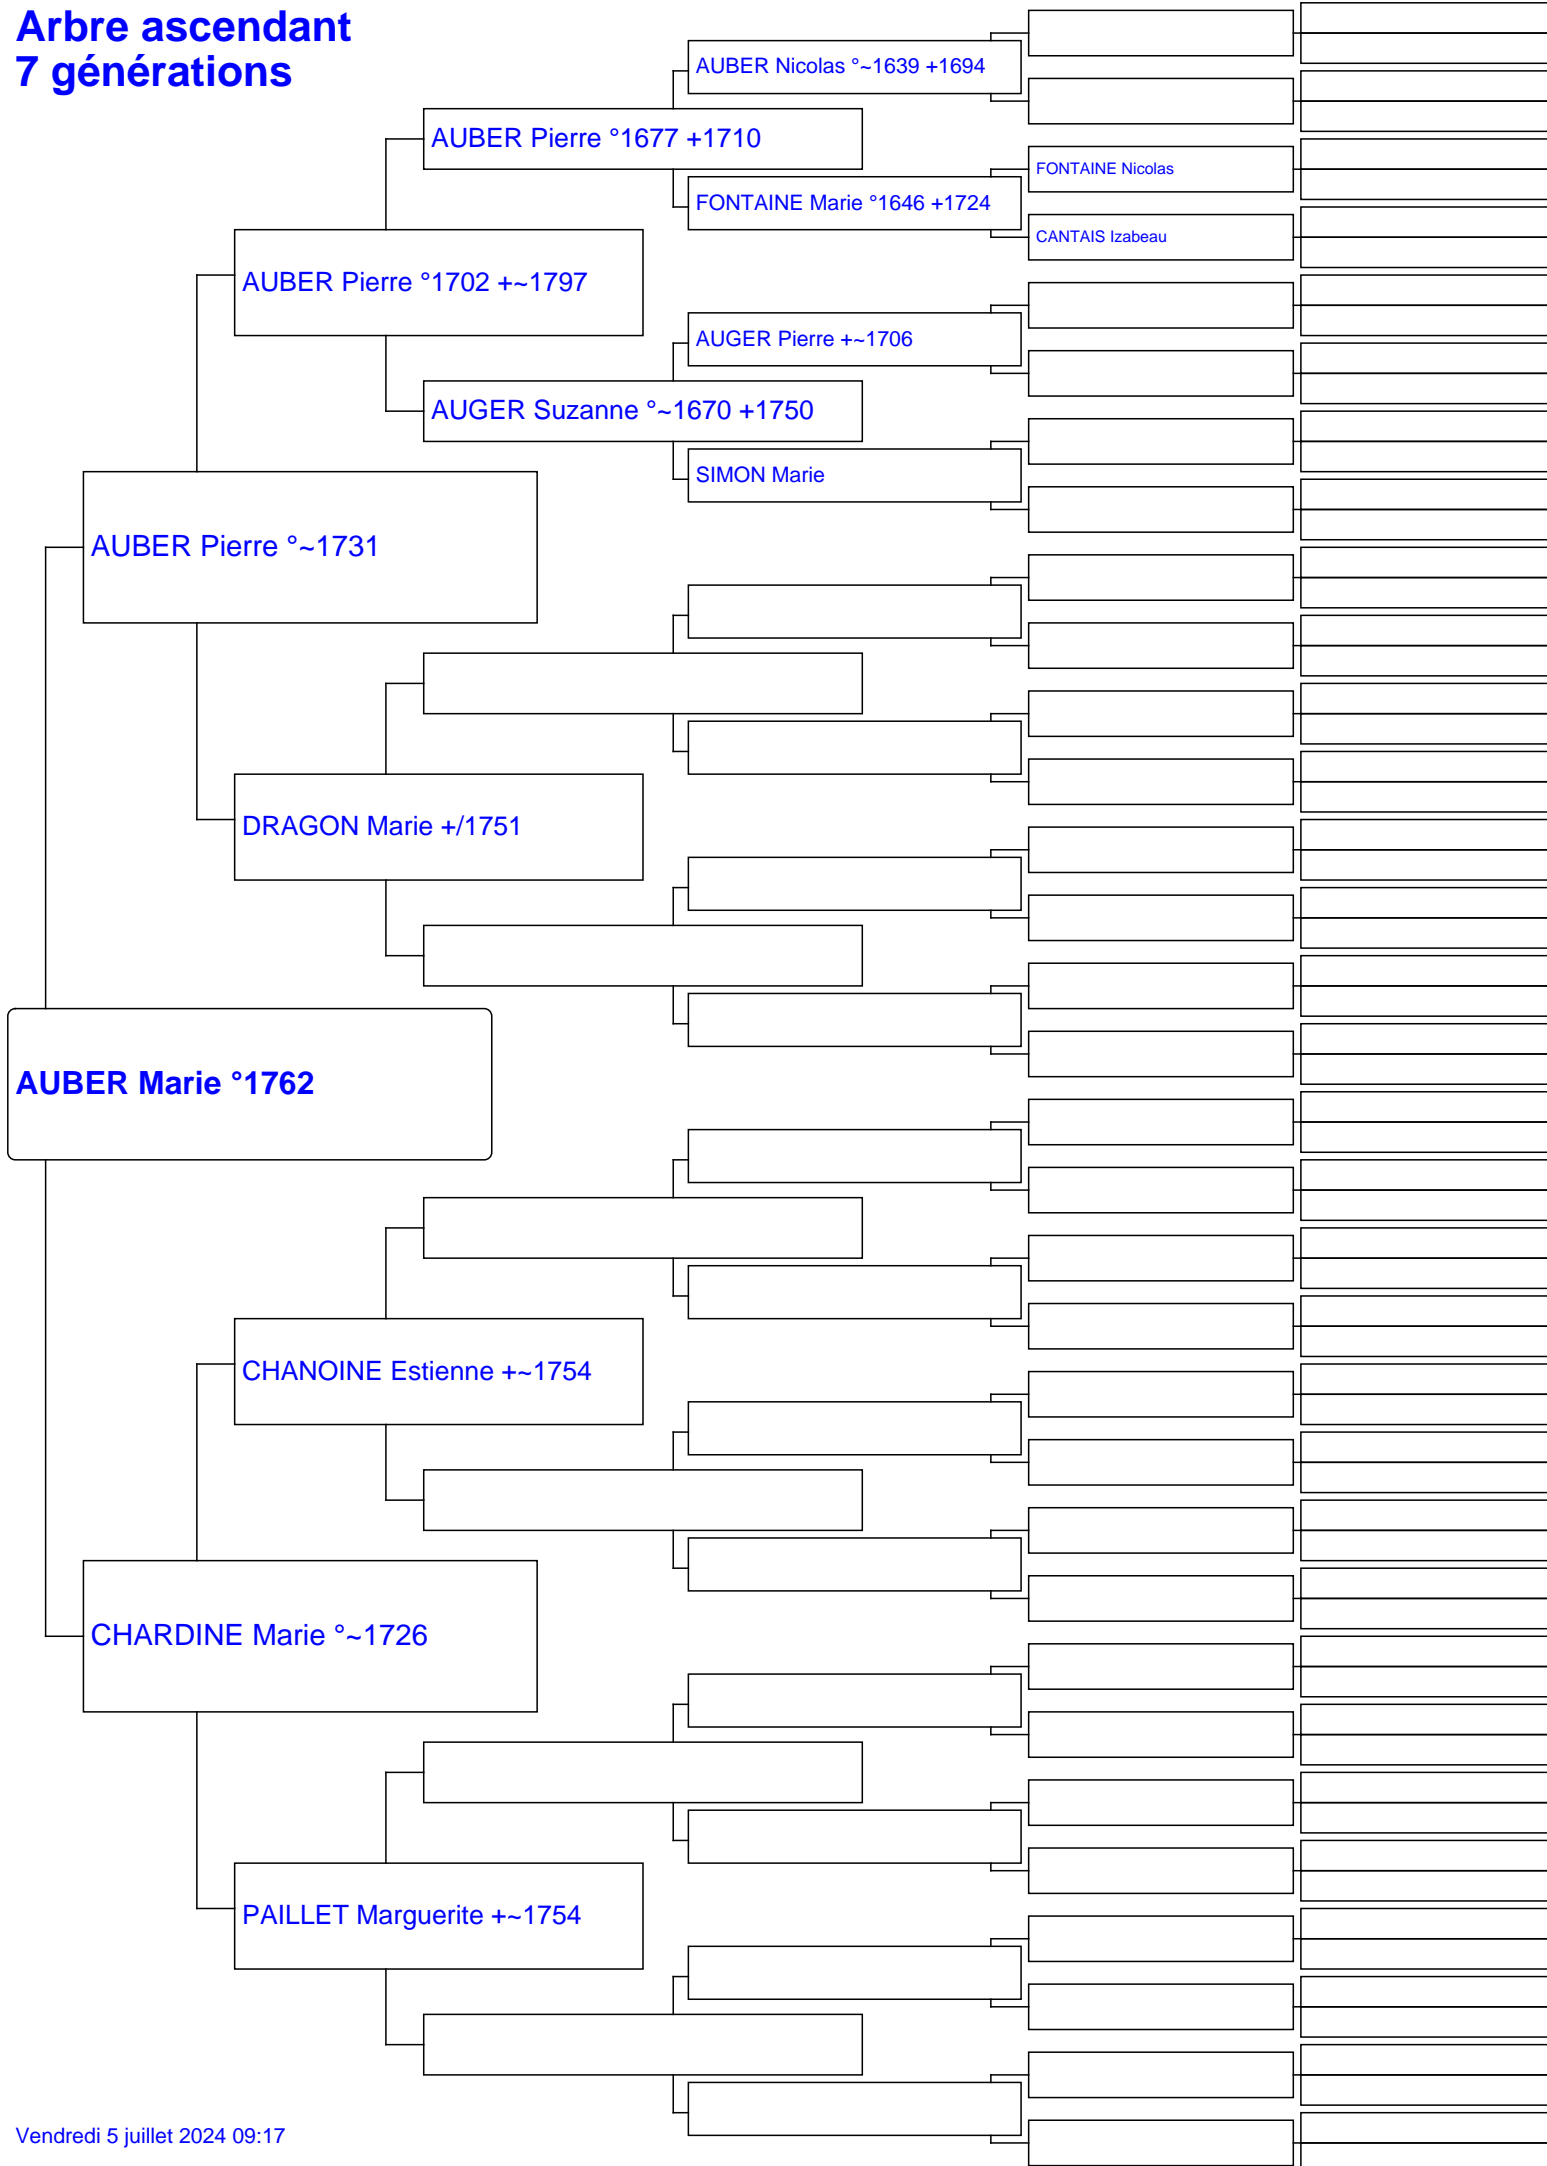 Arbre ascendant
7 générations
AUBER Nicolas °~1639 +1694
AUBER Pierre °1677 +1710
FONTAINE Nicolas
FONTAINE Marie °1646 +1724
CANTAIS Izabeau
AUBER Pierre °1702 +~1797
AUGER Pierre +~1706
AUGER Suzanne °~1670 +1750
SIMON Marie
AUBER Pierre °~1731
DRAGON Marie +/1751
AUBER Marie °1762
CHANOINE Estienne +~1754
CHARDINE Marie °~1726
PAILLET Marguerite +~1754
Vendredi 5 juillet 2024 09:17